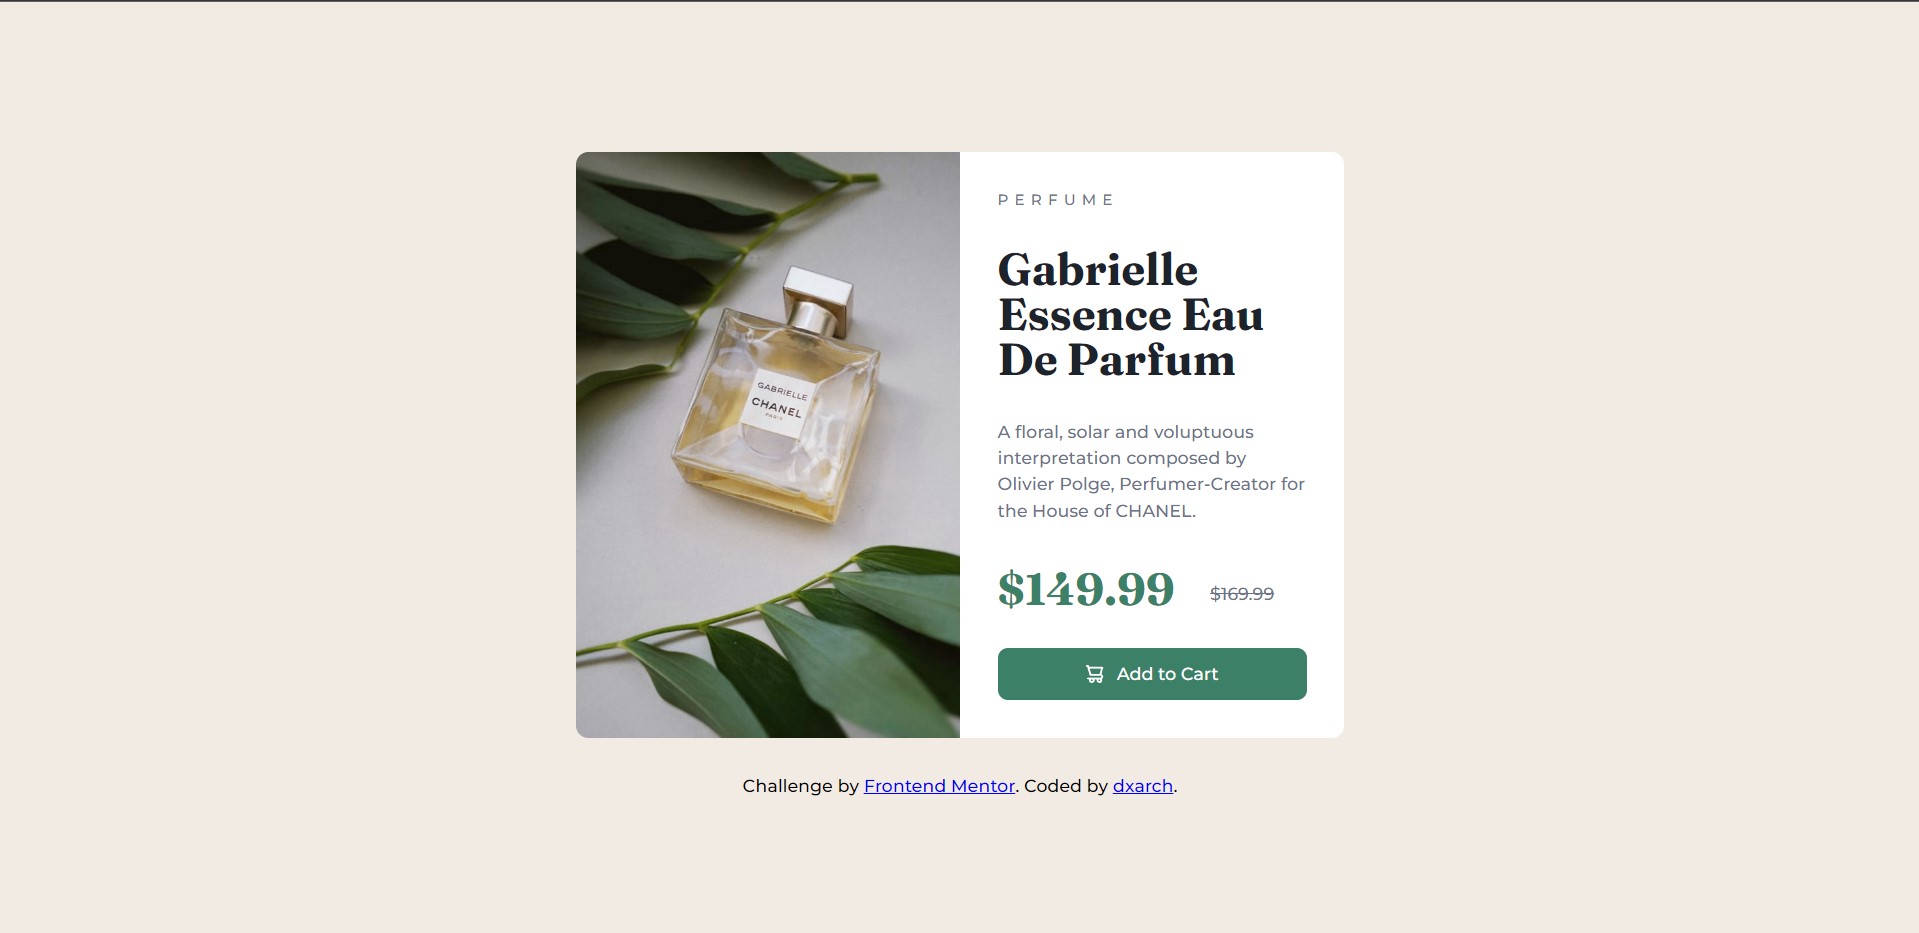 GABRIELLE
CHANEL
PARIS
PERFUME
Gabrielle
Essence Eau
De Parfum
A floral, solar and voluptuous
interpretation composed by
Olivier Polge, Perfumer-Creator for
the House of CHANEL.
$149.99 $169.99
Add to Cart
Challenge by Frontend Mentor. Coded by dxarch.